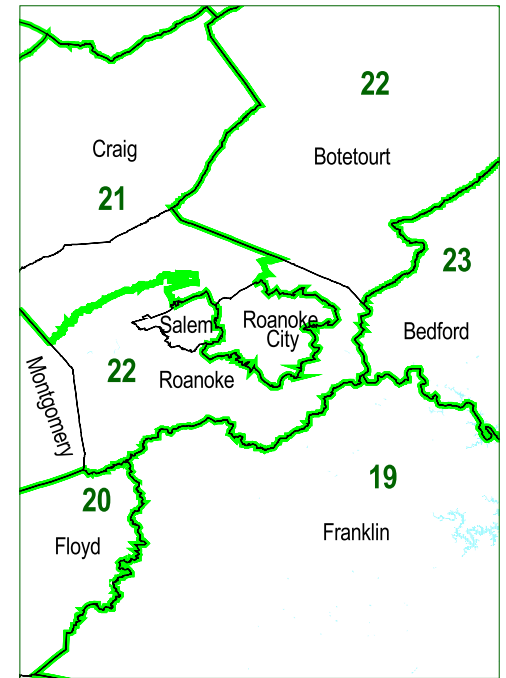 22
Craig
Botetourt
21
23
Salem
Roanoke
City
Bedford
Montgomery
22
Roanoke
19
20
Franklin
Floyd